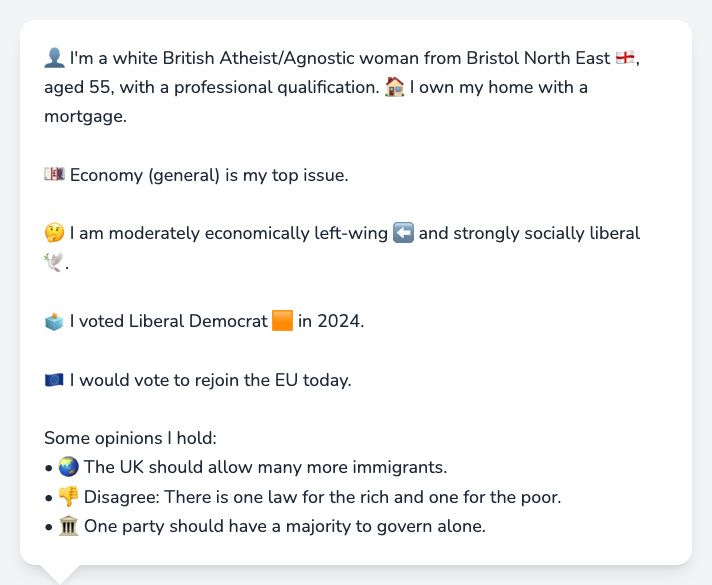 👤 I'm a white British Atheist/Agnostic woman from Bristol North East 🏴󠁧󠁢󠁥󠁮󠁧󠁿,
aged 55, with a professional qualification. 🏠 I own my home with a
mortgage.
💷 Economy (general) is my top issue.
🤔 I am moderately economically left-wing ⬅️ and strongly socially liberal
🕊️.
🗳️ I voted Liberal Democrat 🟧 in 2024.
🇪🇺 I would vote to rejoin the EU today.
Some opinions I hold:
• 🌏 The UK should allow many more immigrants.
• 👎 Disagree: There is one law for the rich and one for the poor.
• 🏛️ One party should have a majority to govern alone.